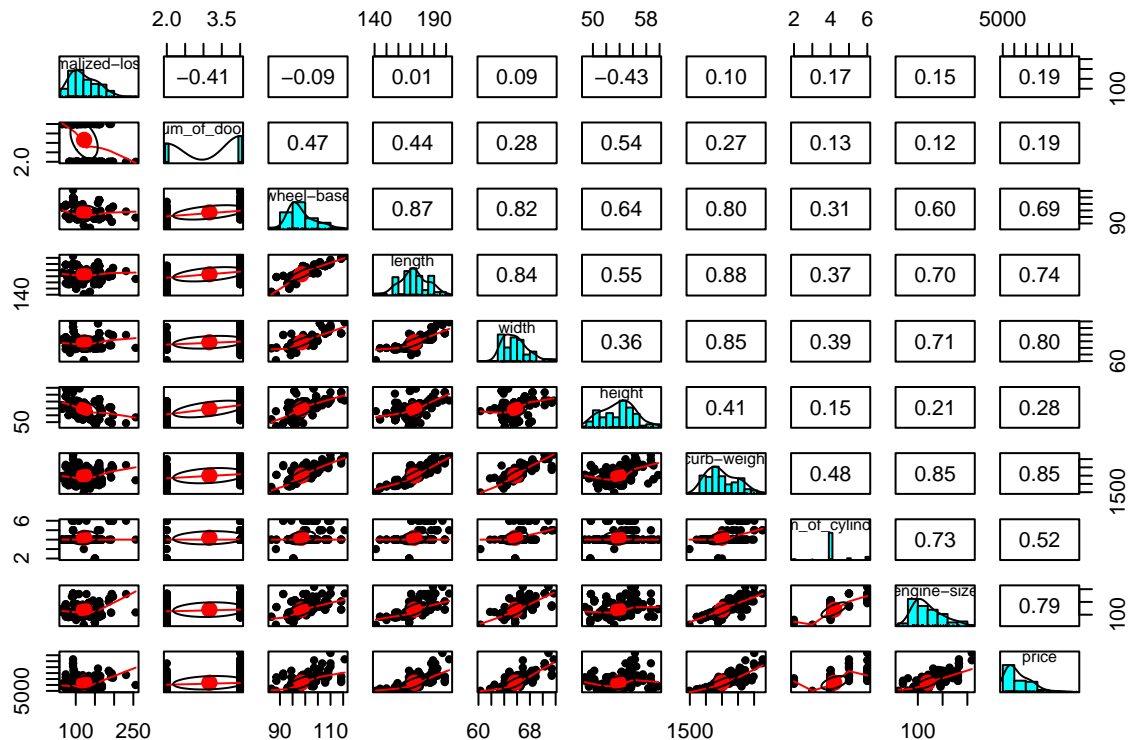 2.0 3.5 140 190 50 58 2 4 6 5000
malized−los −0.41 −0.09 0.01 0.09 −0.43 0.10 0.17 0.15 0.19 100
2.0 um_of_doo 0.47 0.44 0.28 0.54 0.27 0.13 0.12 0.19
wheel−base 0.87 0.82 0.64 0.80 0.31 0.60 0.69 90
140 length 0.84 0.55 0.88 0.37 0.70 0.74
width 0.36 0.85 0.39 0.71 0.80 60
50 height 0.41 0.15 0.21 0.28
curb−weigh 0.48 0.85 0.85 1500
2 6 n_of_cylind 0.73 0.52
engine−size 0.79 100
5000 price
100 250 90 110 60 68 1500 100